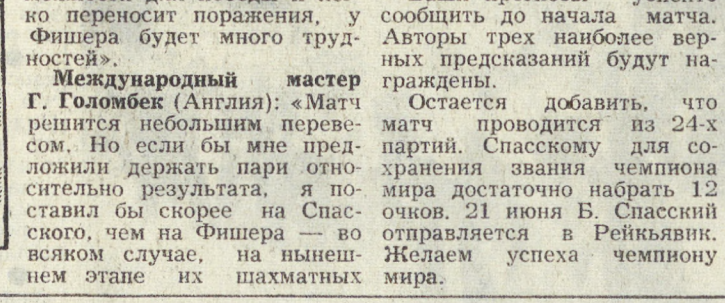 ко переносит поражения, у
Фишера будет много труд-
ностей».
Международный мастер
Г. Голомбек (Англия): «Матч
решится небольшим переве-
сом. Но если бы мне пред-
ложили держать пари отно-
сительно результата, я по-
ставил бы скорее на Спас-
ского, чем на Фишера — во
всяком случае, на нынеш-
нем этапе их шахматных
сообщить до начала матча.
Авторы трех наиболее вер-
ных предсказаний будут на-
граждены.
Остается добавить, что
матч проводится из 24-х
партий. Спасскому для со-
хранения звания чемпиона
мира достаточно набрать 12
очков. 21 июня Б. Спасский
отправляется в Рейкьявик.
Желаем успеха чемпиону
мира.